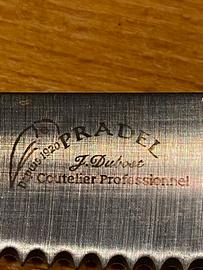 Depuis 1920
PRADEL
J. Dubost
Coutelier Professionnel